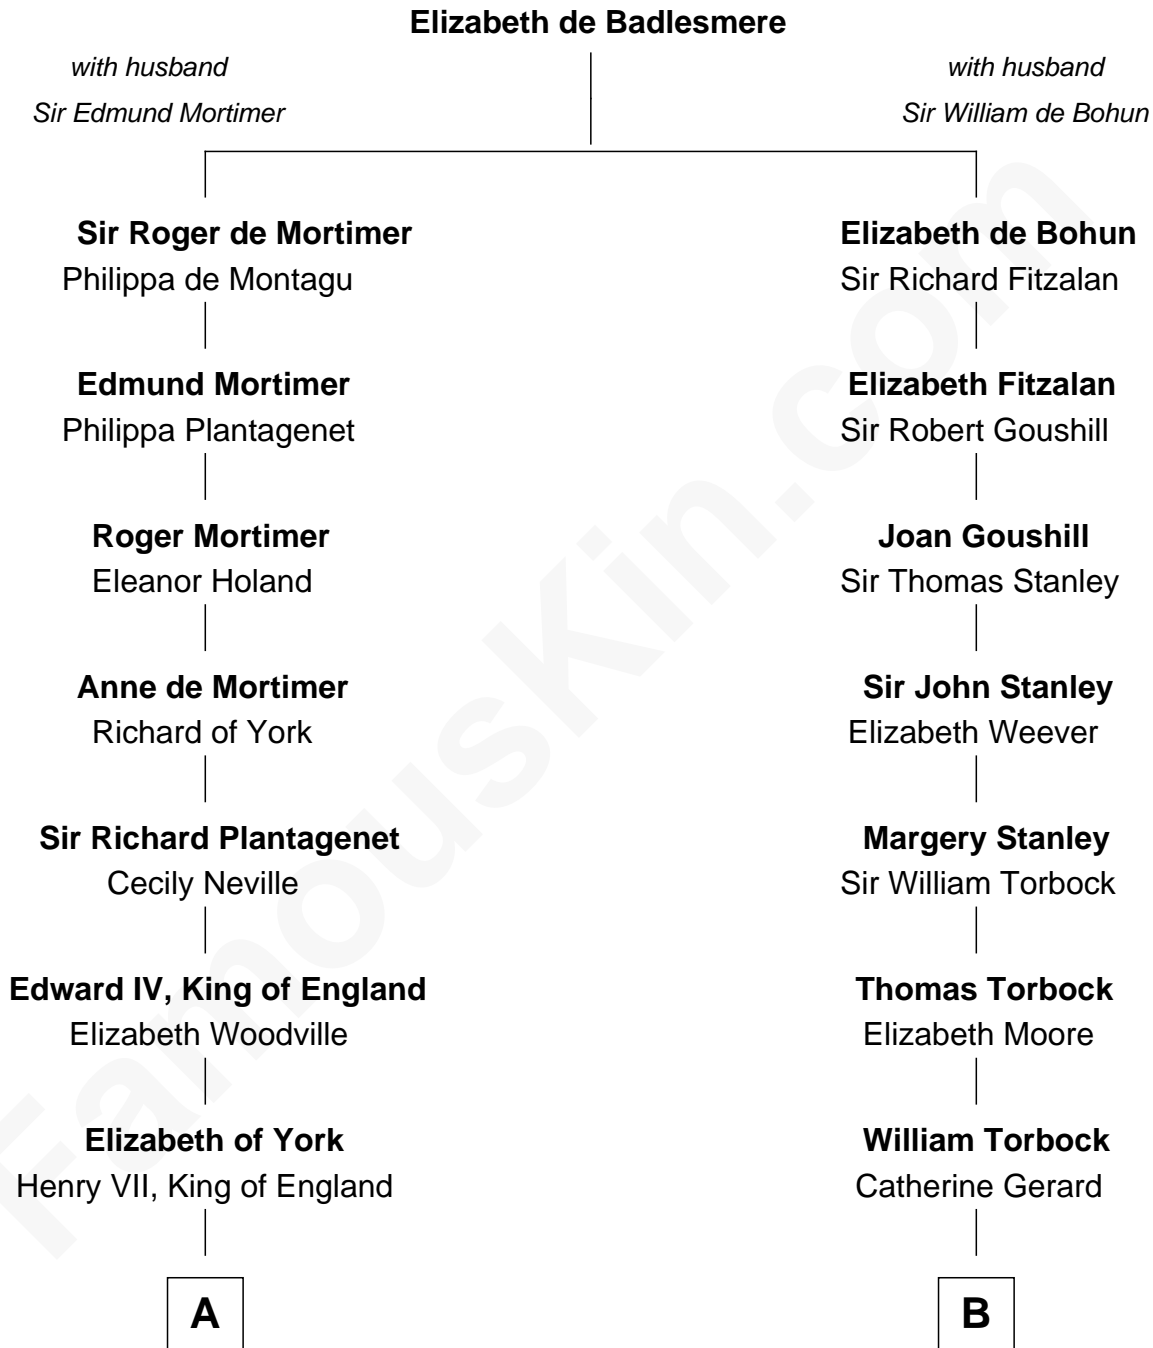 Elizabeth de Badlesmere
with husband
Sir Edmund Mortimer
with husband
Sir William de Bohun
Sir Roger de Mortimer
Philippa de Montagu
Elizabeth de Bohun
Sir Richard Fitzalan
Edmund Mortimer
Philippa Plantagenet
Elizabeth Fitzalan
Sir Robert Goushill
Roger Mortimer
Eleanor Holand
Joan Goushill
Sir Thomas Stanley
Anne de Mortimer
Richard of York
Sir John Stanley
Elizabeth Weever
Sir Richard Plantagenet
Cecily Neville
Margery Stanley
Sir William Torbock
Edward IV, King of England
Elizabeth Woodville
Thomas Torbock
Elizabeth Moore
Elizabeth of York
Henry VII, King of England
William Torbock
Catherine Gerard
A
B
FamousKin.com